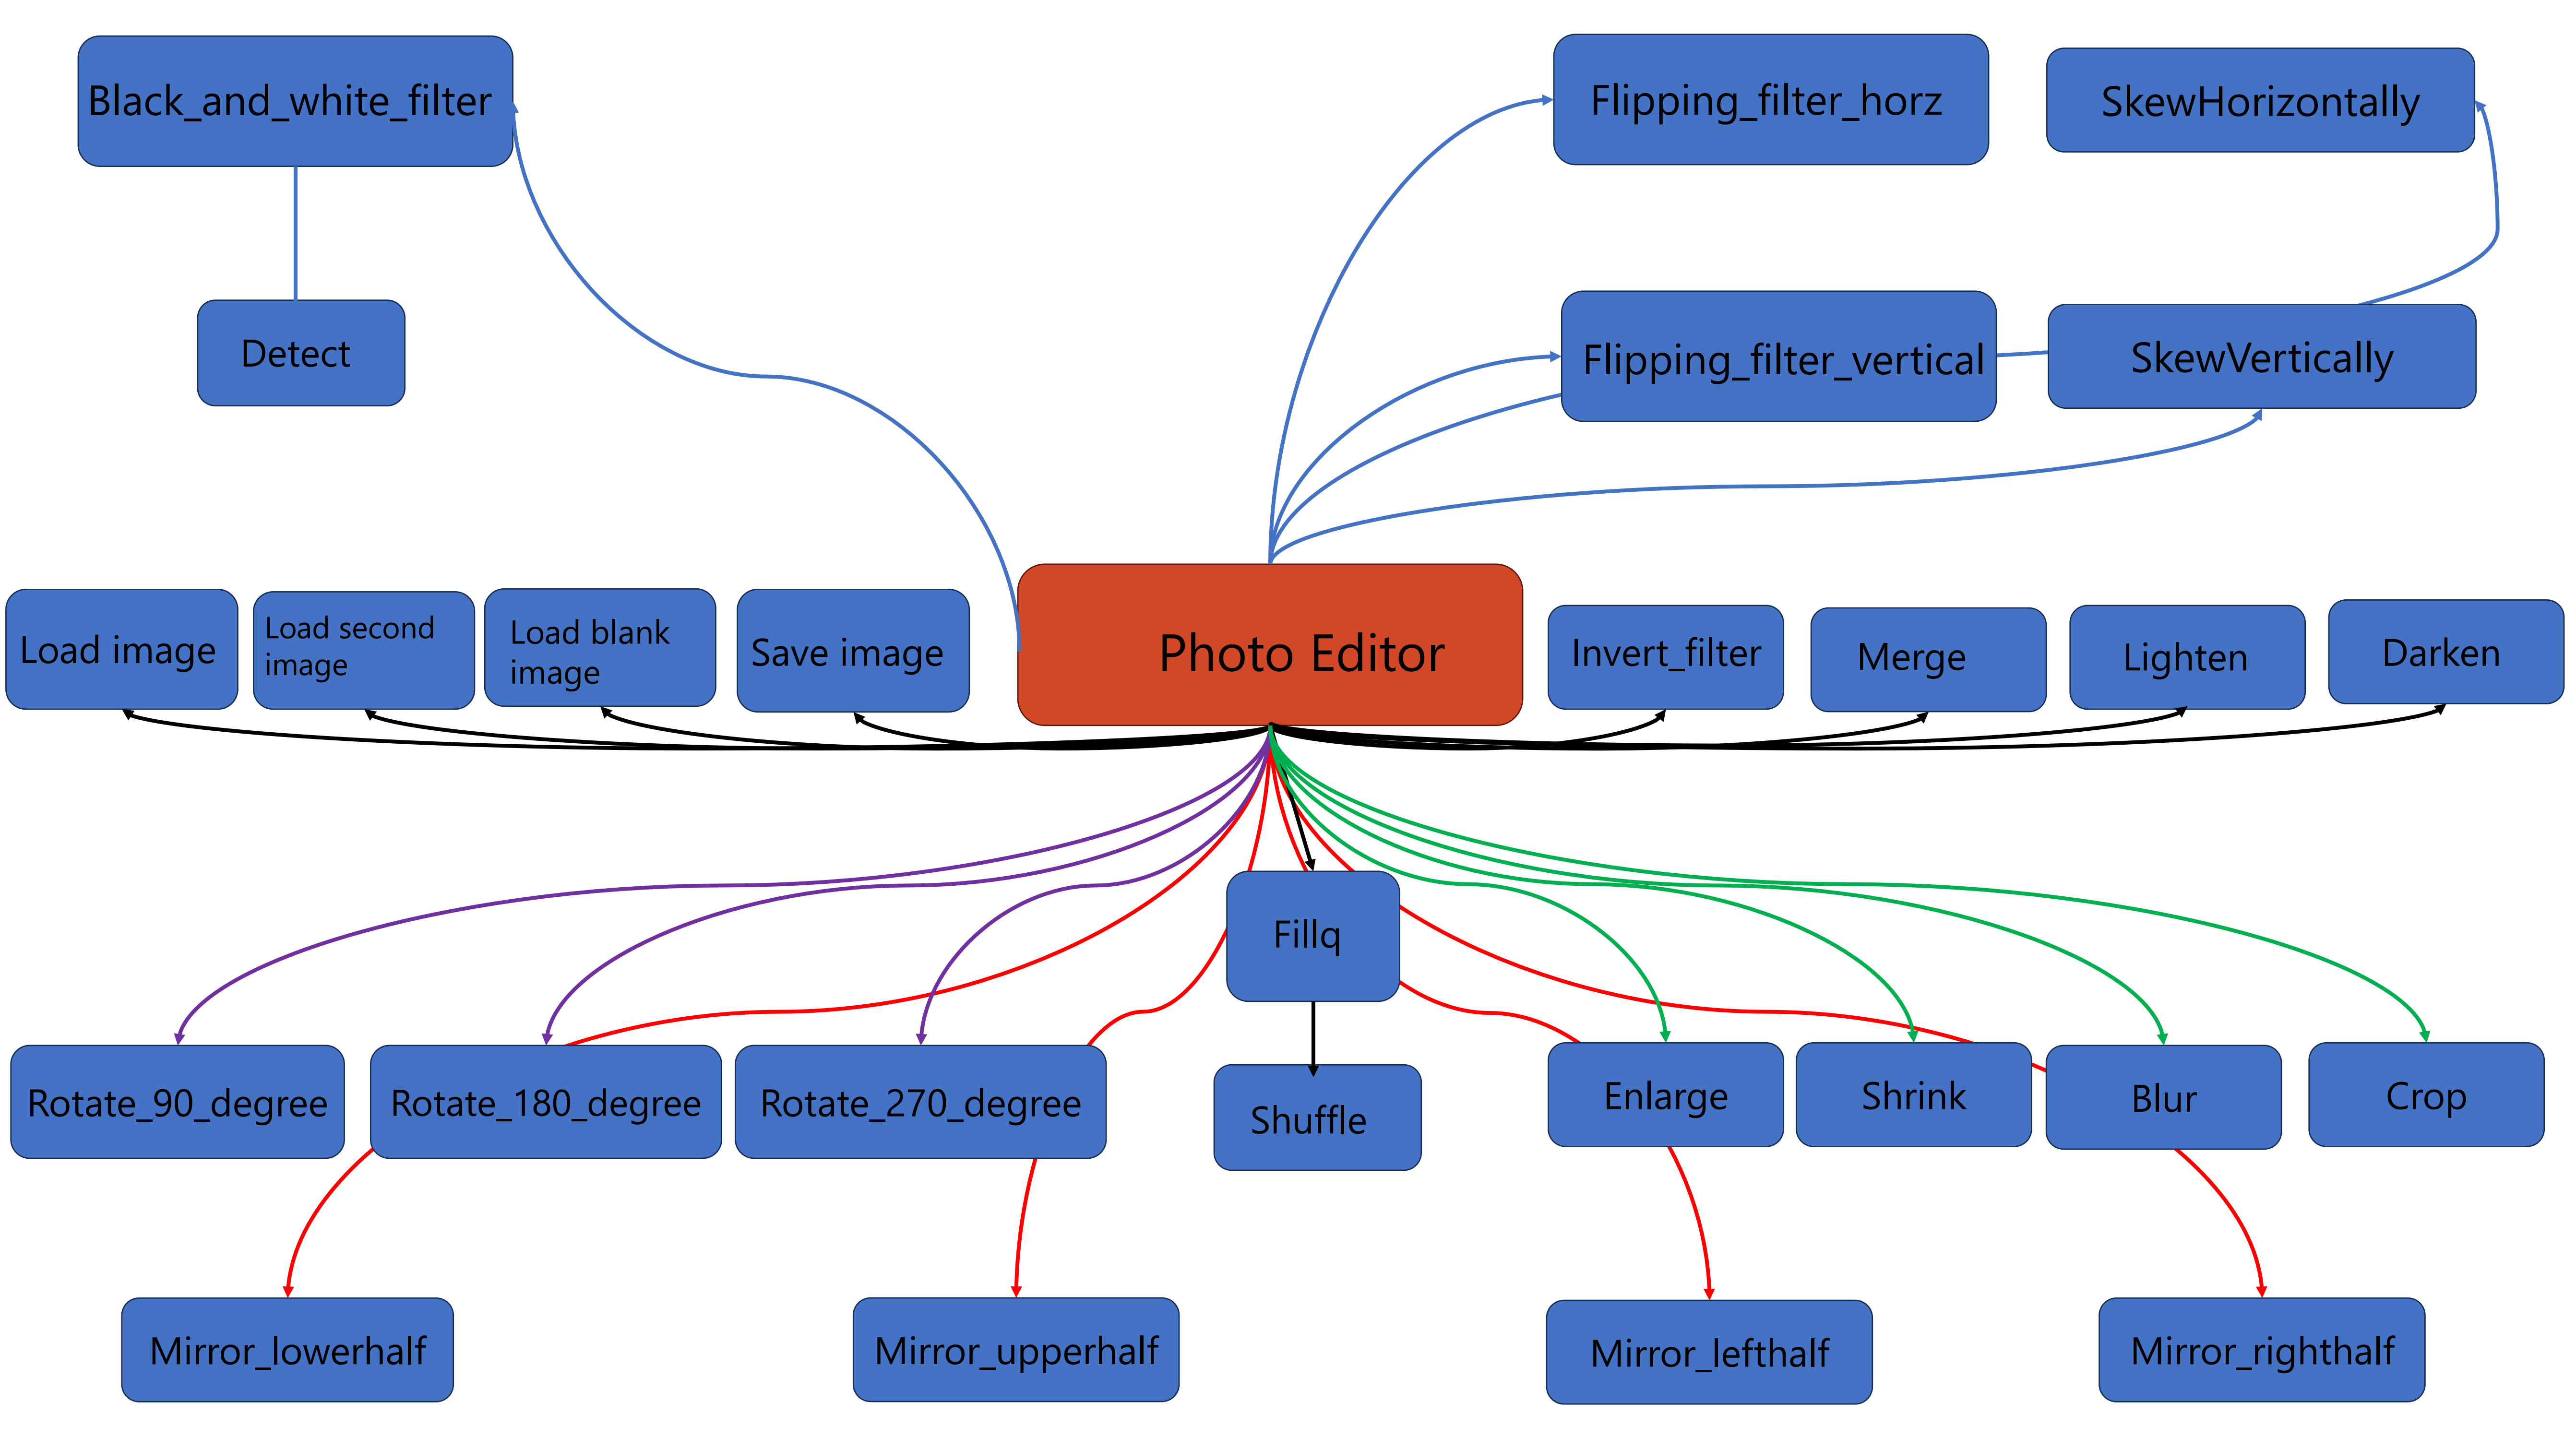 Black_and_white_filter
Flipping_filter_horz
SkewHorizontally
Detect
Flipping_filter_vertical
SkewVertically
Load image
Load second
image
Load blank
image
Save image
Photo Editor
Invert_filter
Merge
Lighten
Darken
Fillq
Rotate_90_degree
Rotate_180_degree
Rotate_270_degree
Shuffle
Enlarge
Shrink
Blur
Crop
Mirror_lowerhalf
Mirror_upperhalf
Mirror_lefthalf
Mirror_righthalf